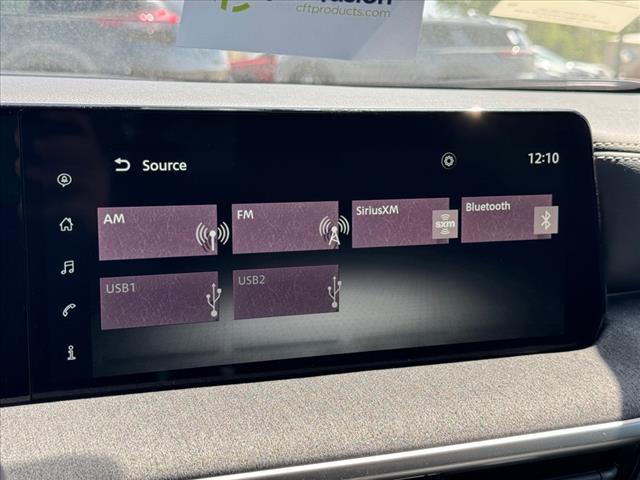 cftproducts.com
Source
12:10
AM
FM
SiriusXM
sxm
Bluetooth
USB1
USB2